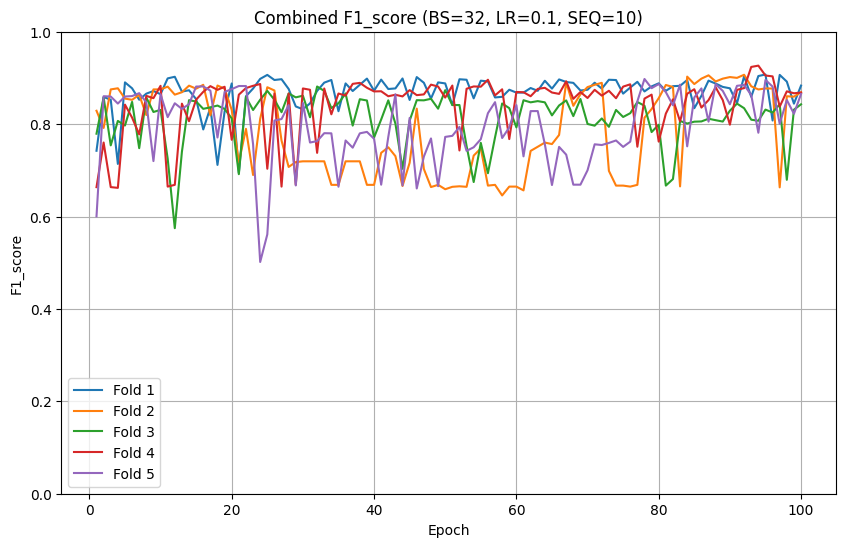 Combined F1_score (BS=32, LR=0.1, SEQ=10)
F1_score
1.0
0.8
0.6
0.4
0.2
0.0
Fold 1
Fold 2
Fold 3
Fold 4
Fold 5
0 20 40 60 80 100
Epoch